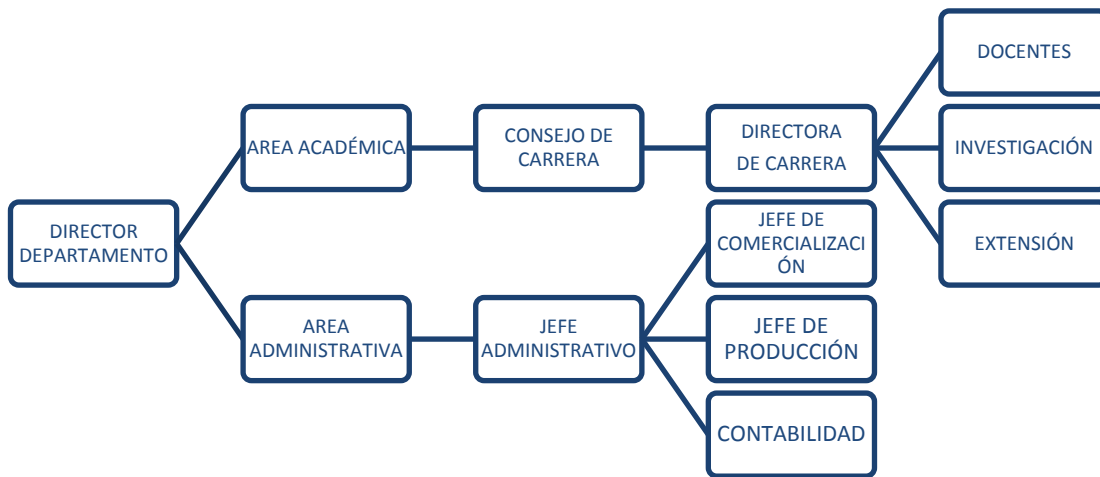 DOCENTES
AREA ACADÉMICA
CONSEJO DE
CARRERA
DIRECTORA
DE CARRERA
INVESTIGACIÓN
DIRECTOR
DEPARTAMENTO
JEFE DE
COMERCIALIZACI
ÓN
EXTENSIÓN
AREA
ADMINISTRATIVA
JEFE
ADMINISTRATIVO
JEFE DE
PRODUCCIÓN
CONTABILIDAD